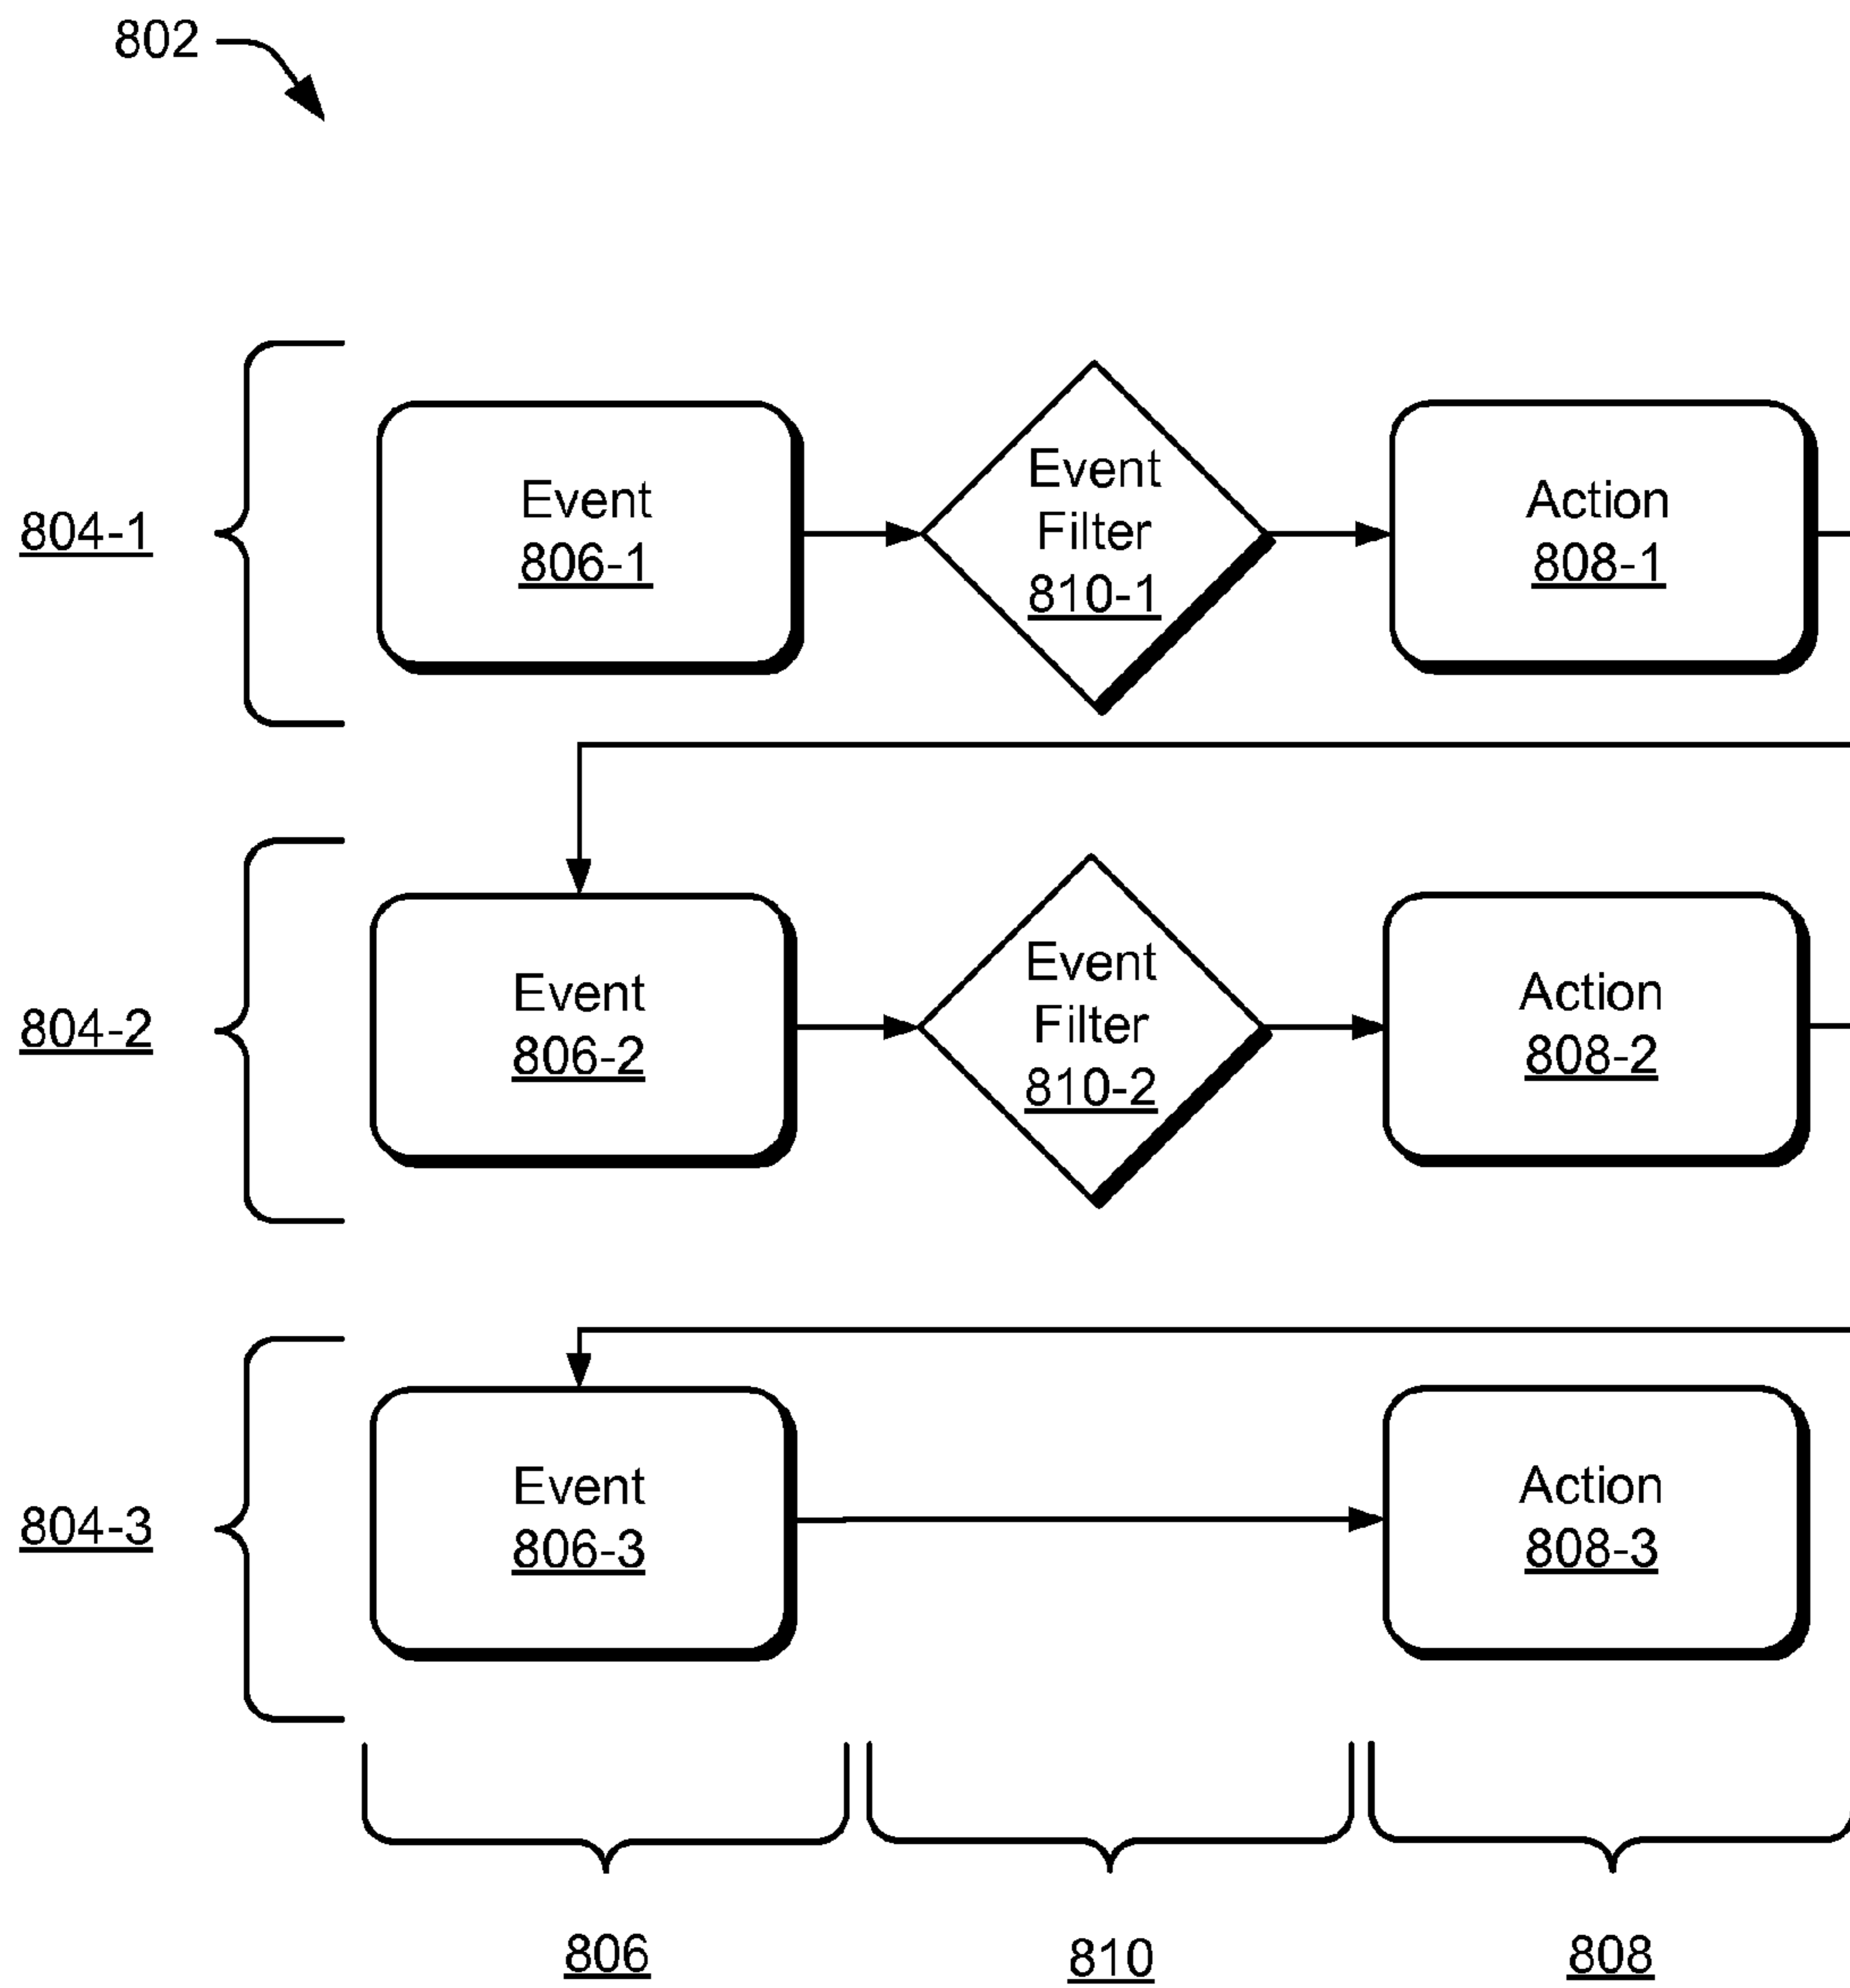 802
804-1
Event
806-1
Event
Filter
810-1
Action
808-1
804-2
Event
806-2
Event
Filter
810-2
Action
808-2
804-3
Event
806-3
Action
808-3
806
810
808